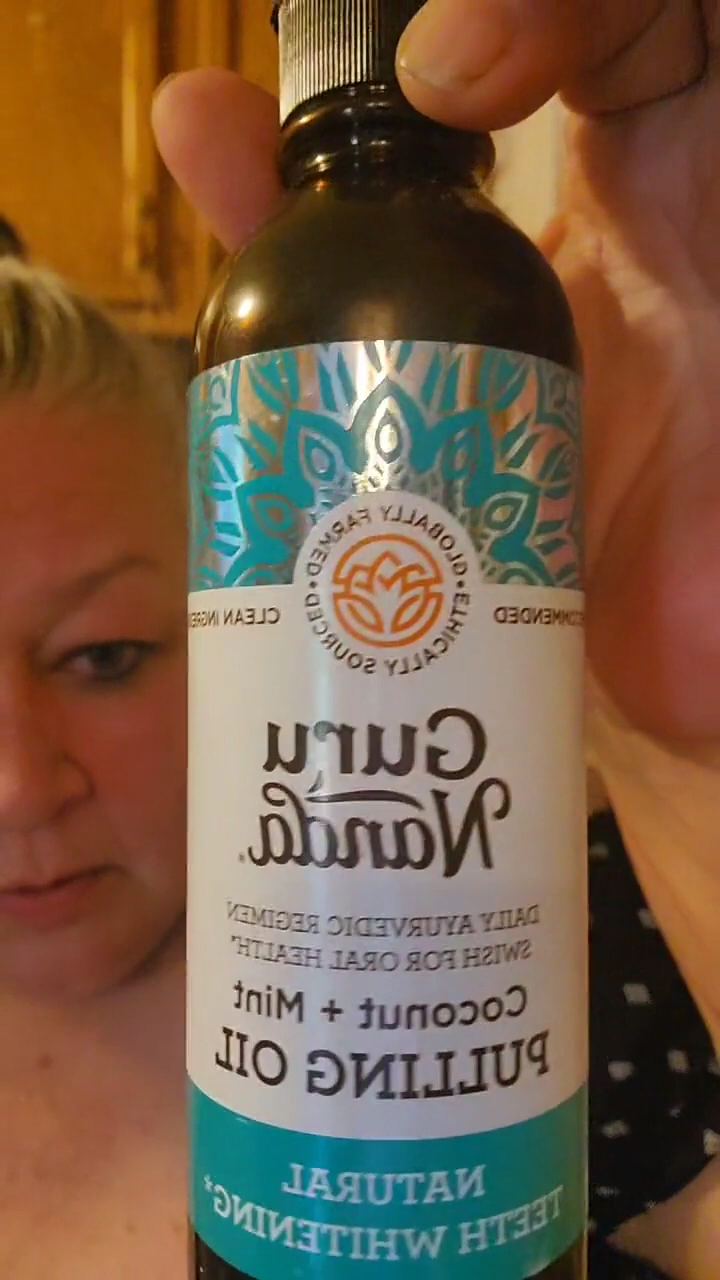 GLOBALLY FARMED • ETHICALLY SOURCED •
COMMENDED
CLEAN INGRE
Guru
Nanda
DAILY AYURVEDIC REGIMEN
SWISH FOR ORAL HEALTH*
Coconut + Mint
PULLING OIL
NATURAL
TEETH WHITENING*